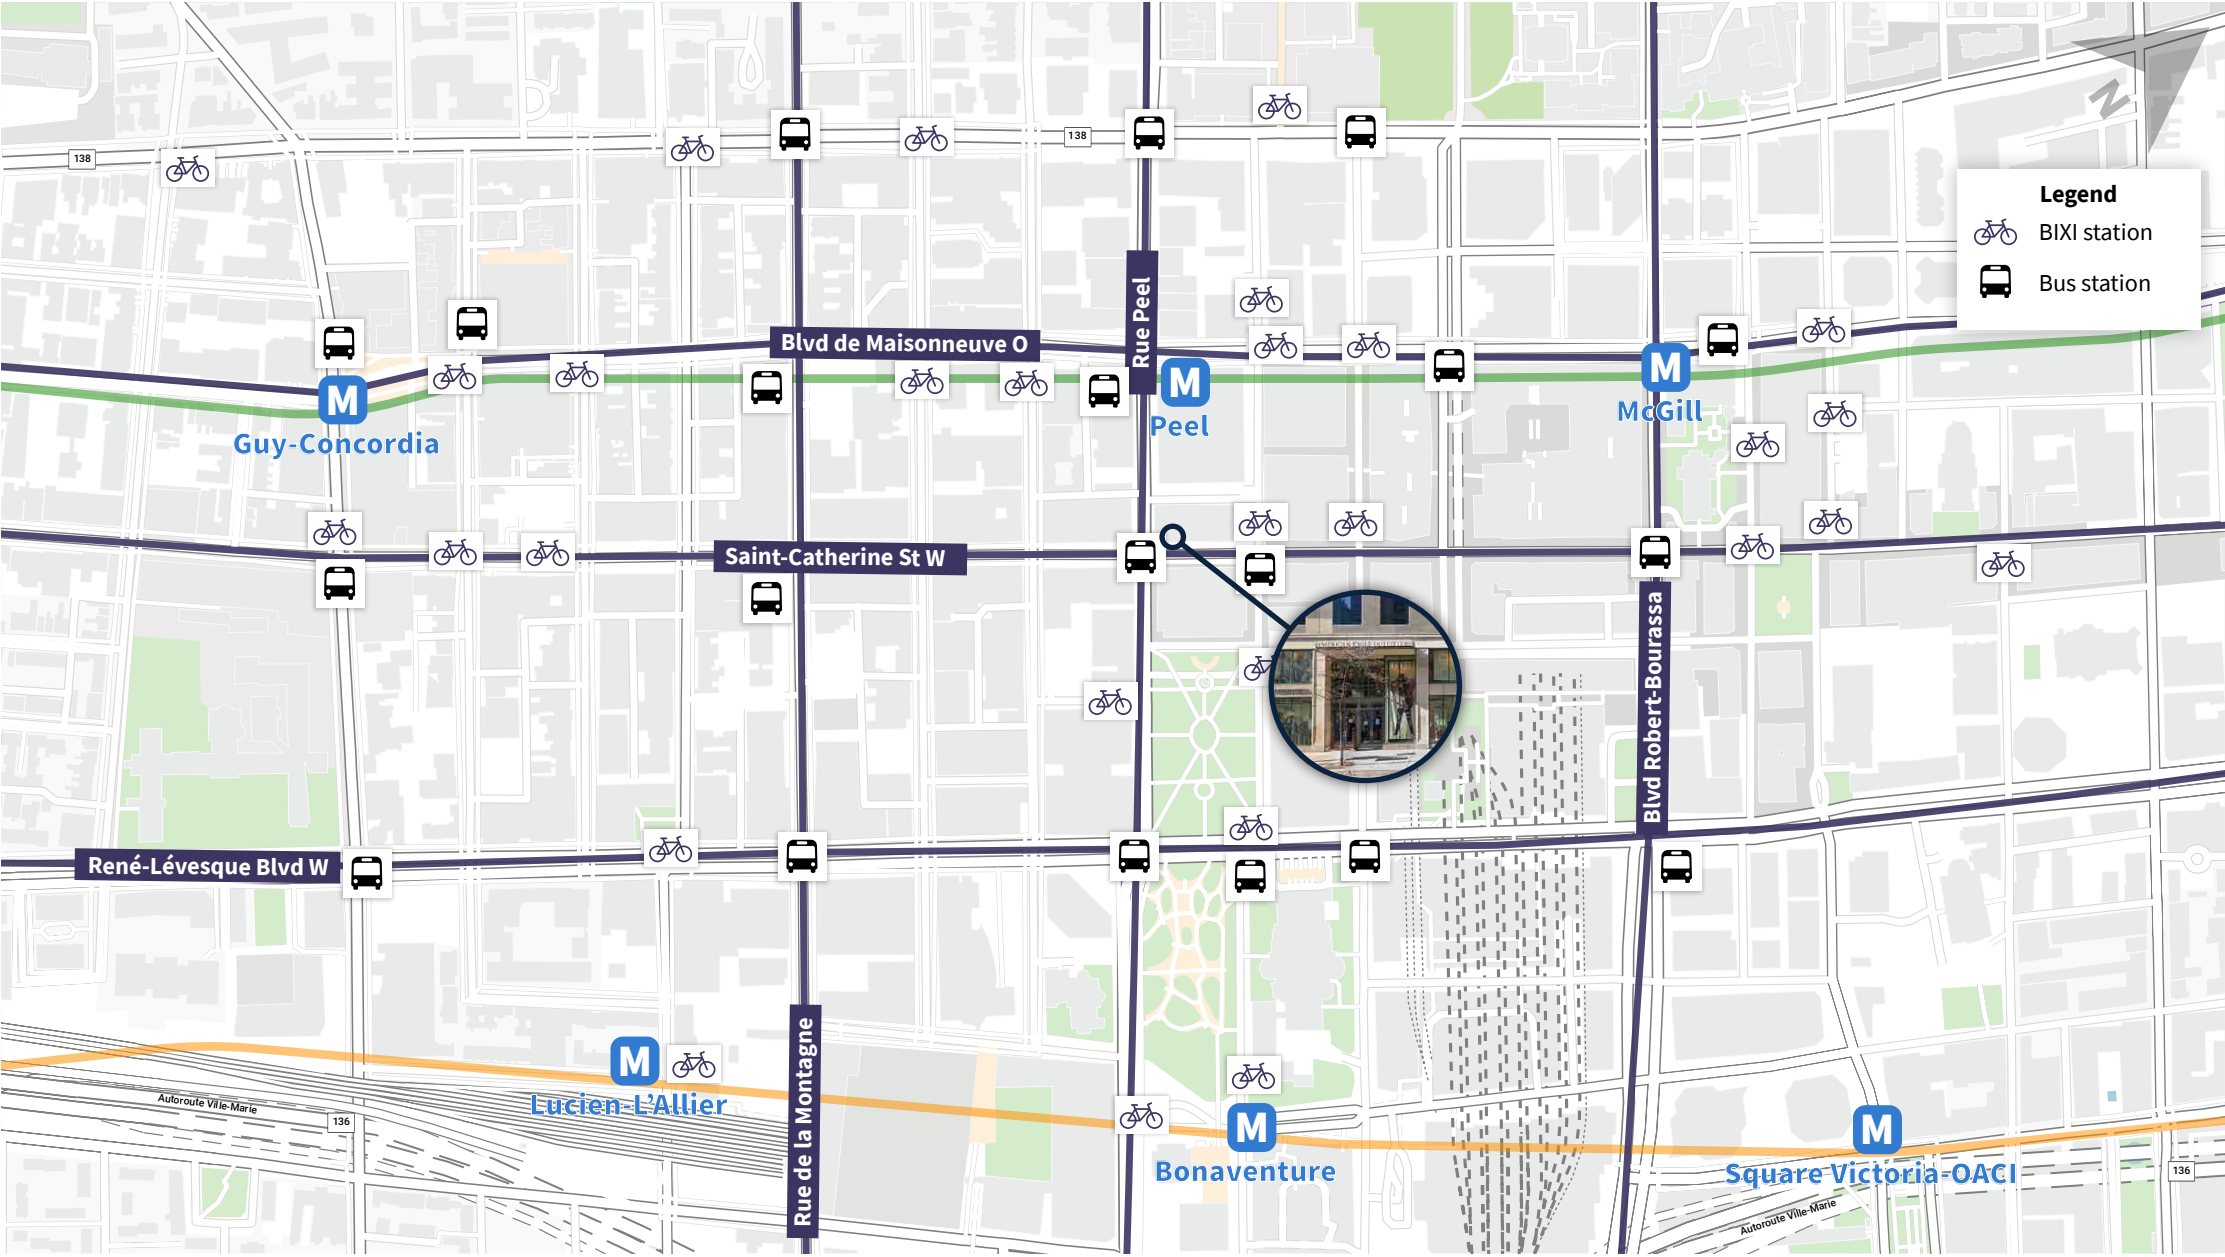 138
138
N
Legend
BIXI station
Bus station
Rue Peel
Blvd de Maisonneuve O
M
Guy-Concordia
M
Peel
M
McGill
Saint-Catherine St W
Blvd Robert-Bourassa
René-Lévesque Blvd W
Rue de la Montagne
M
Lucien-L'Allier
Autoroute Ville-Marie
136
M
Bonaventure
M
Square Victoria-OACI
136
Autoroute Ville-Marie